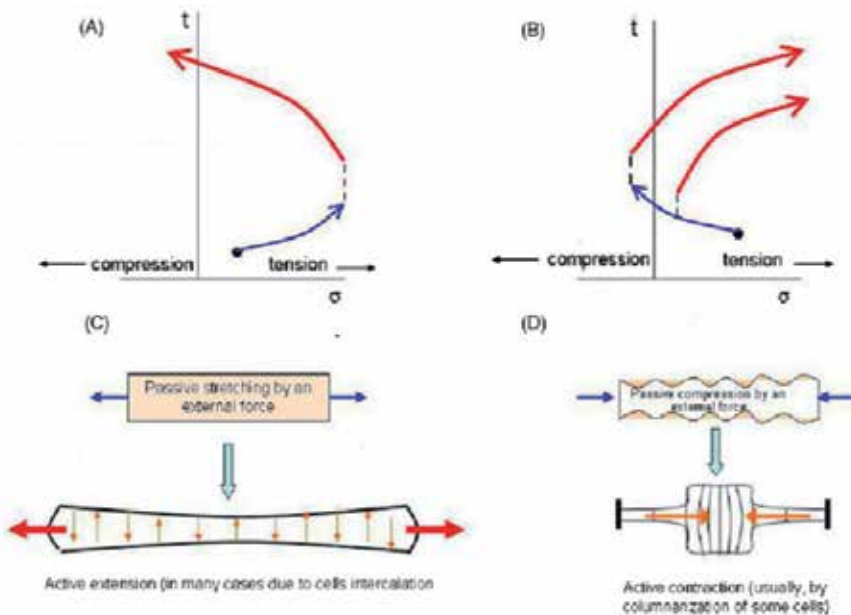 (A)
t
compression
tension
σ
(B)
t
compression
tension
σ
(C)
Passive stretching by an
external force
Active extension (in many cases due to cells intercalation
(D)
Passive compression by an
external force
Active contraction (usually, by
columnarization of some cells)